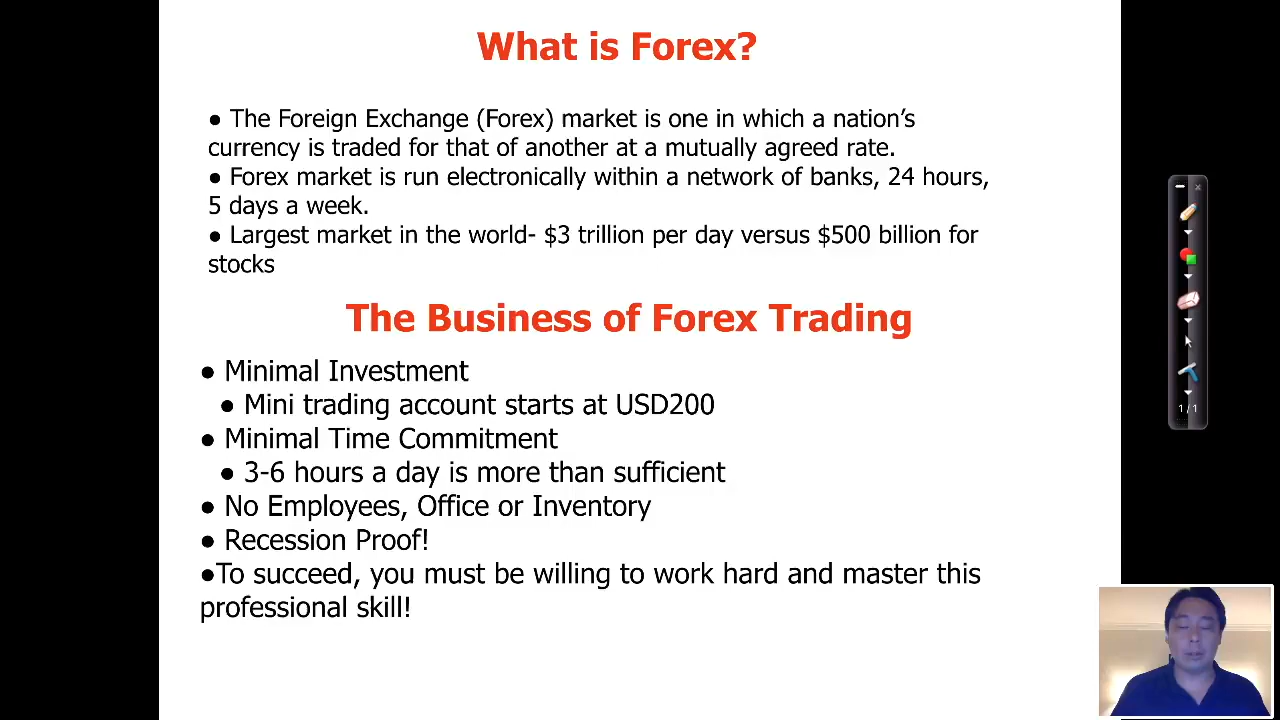 What is Forex?
● The Foreign Exchange (Forex) market is one in which a nation’s
currency is traded for that of another at a mutually agreed rate.
● Forex market is run electronically within a network of banks, 24 hours,
5 days a week.
● Largest market in the world- $3 trillion per day versus $500 billion for
stocks
The Business of Forex Trading
● Minimal Investment
● Mini trading account starts at USD200
● Minimal Time Commitment
● 3-6 hours a day is more than sufficient
● No Employees, Office or Inventory
● Recession Proof!
●To succeed, you must be willing to work hard and master this
professional skill!
1 / 1